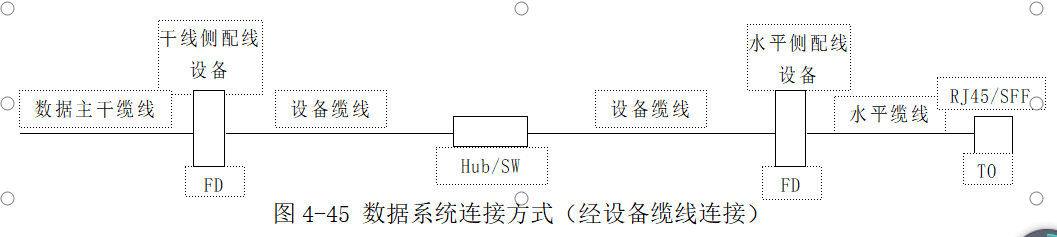 干线侧配线
设备
水平侧配线
设备
数据主干缆线
设备缆线
设备缆线
水平缆线
RJ45/SFF
Hub/SW
FD
FD
TO
图 4-45 数据系统连接方式（经设备缆线连接）